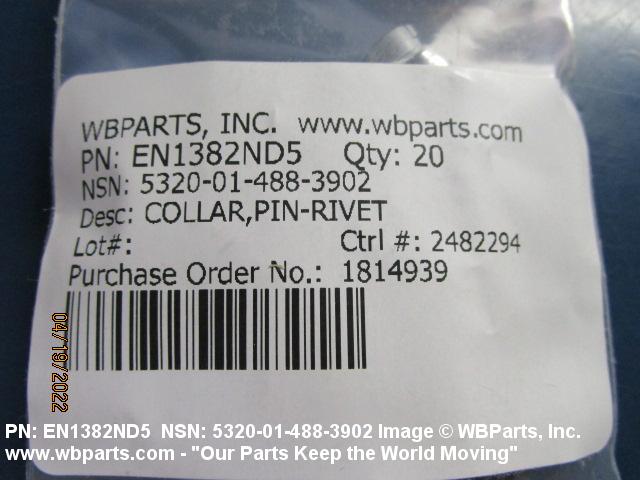 WBPARTS, INC. www.wbparts.com
PN: EN1382ND5 Qty: 20
NSN: 5320-01-488-3902
Desc: COLLAR,PIN-RIVET
Lot#: Ctrl #: 2482294
Purchase Order No.: 1814939
04/19/2022
PN: EN1382ND5 NSN: 5320-01-488-3902 Image © WBParts, Inc.
www.wbparts.com - "Our Parts Keep the World Moving"